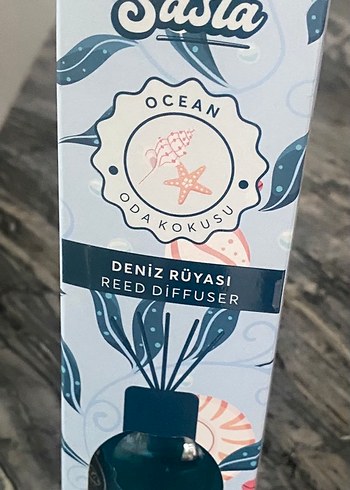 Sasla
OCEAN
ODA KOKUSU
DENİZ RÜYASI
REED DİFFUSER